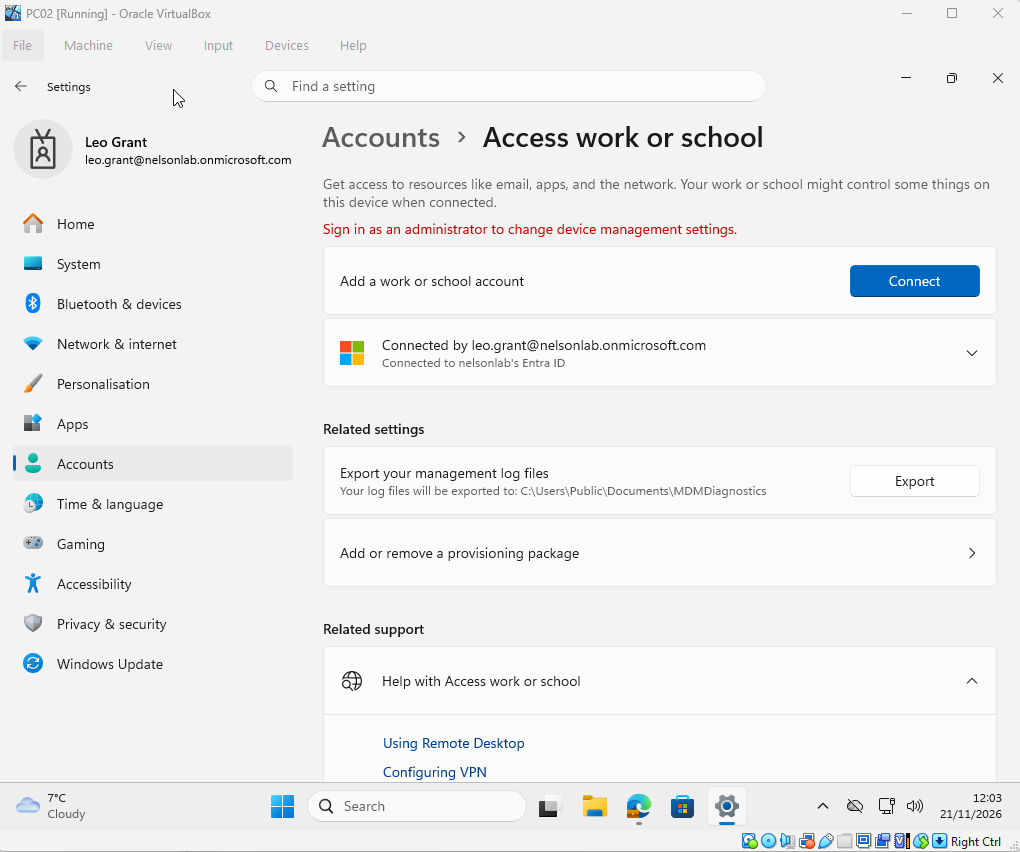 PC02 [Running] - Oracle VirtualBox
File Machine View Input Devices Help
Settings
Find a setting
Leo Grant
leo.grant@nelsonlab.onmicrosoft.com
Home
System
Bluetooth & devices
Network & internet
Personalisation
Apps
Accounts
Time & language
Gaming
Accessibility
Privacy & security
Windows Update
Accounts > Access work or school
Get access to resources like email, apps, and the network. Your work or school might control some things on
this device when connected.
Sign in as an administrator to change device management settings.
Add a work or school account
Connect
Connected by leo.grant@nelsonlab.onmicrosoft.com
Connected to nelsonlab's Entra ID
Related settings
Export your management log files
Your log files will be exported to: C:\Users\Public\Documents\MDMDiagnostics
Export
Add or remove a provisioning package
Related support
Help with Access work or school
Using Remote Desktop
Configuring VPN
7°C
Cloudy
Search
12:03
21/11/2026
Right Ctrl